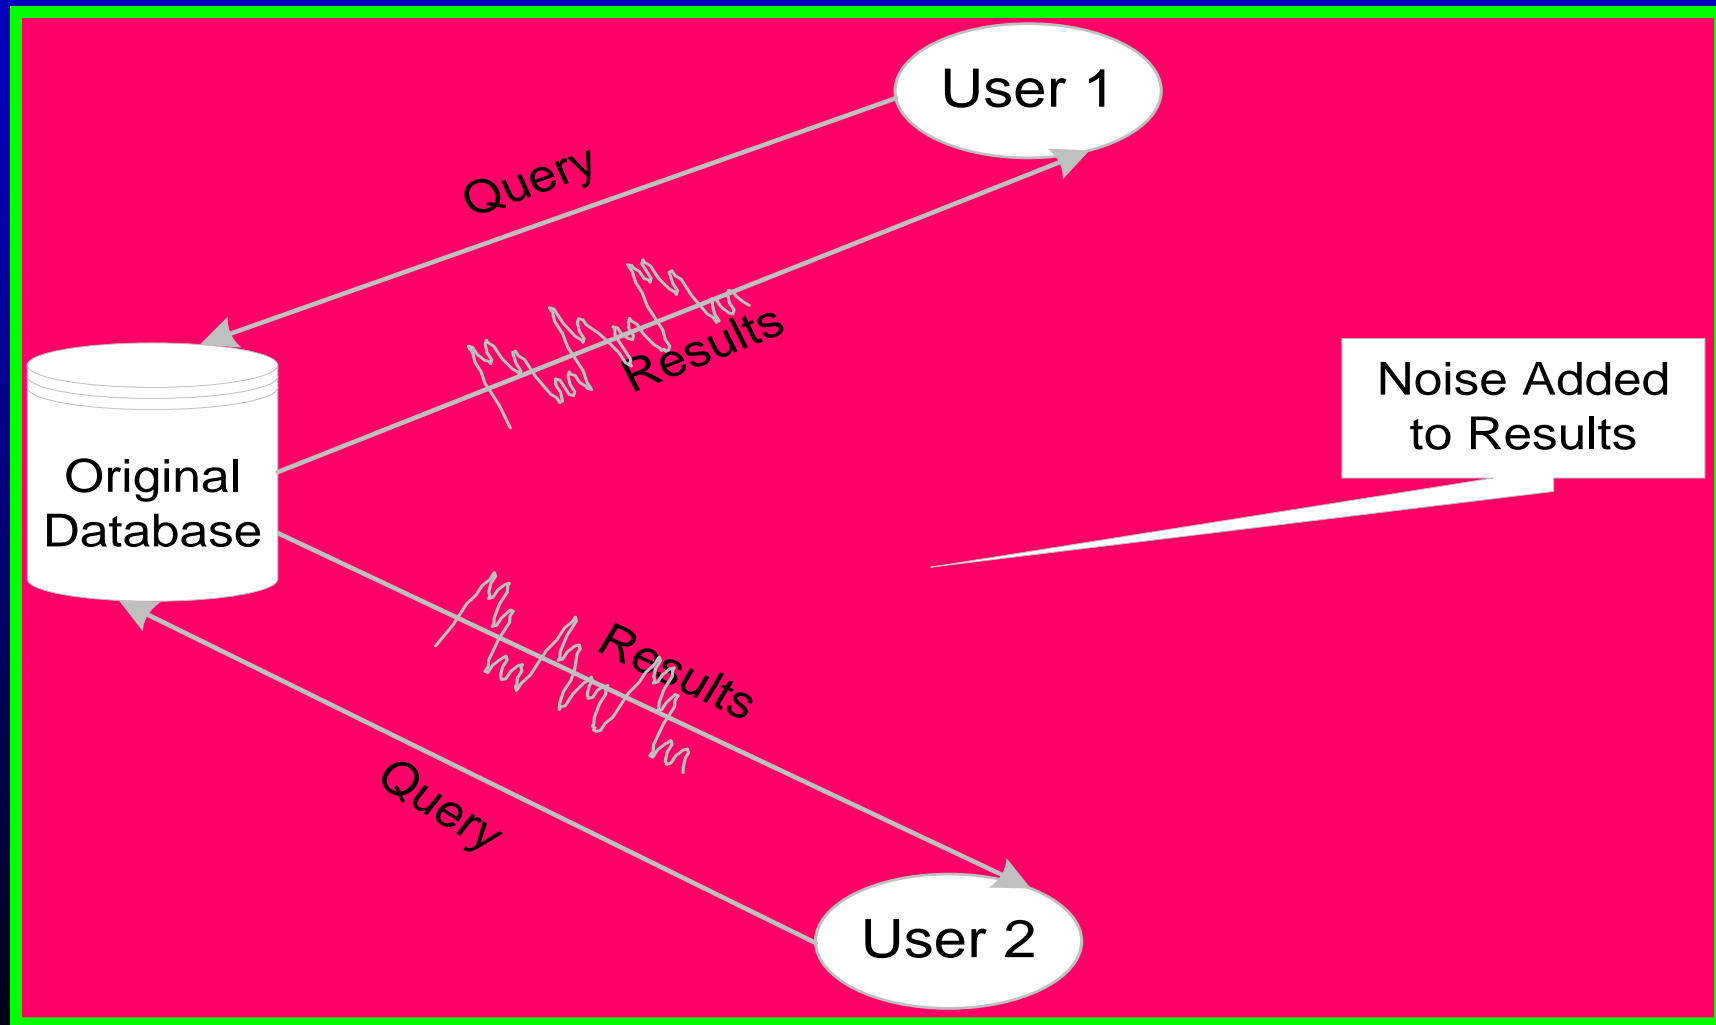 User 1
Query
Results
Noise Added
to Results
Original
Database
Results
Query
User 2